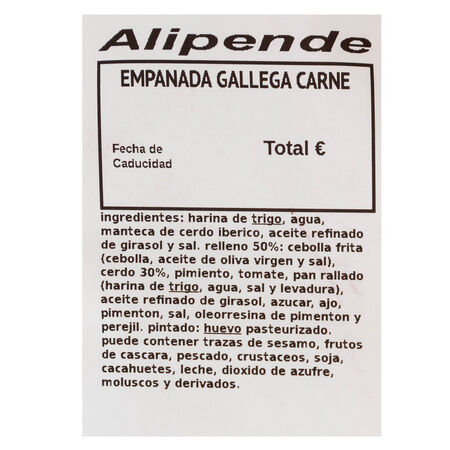 Alipende
EMPANADA GALLEGA CARNE
Fecha de
Caducidad
Total €
ingredientes: harina de trigo, agua,
manteca de cerdo iberico, aceite refinado
de girasol y sal. relleno 50%: cebolla frita
(cebolla, aceite de oliva virgen y sal),
cerdo 30%, pimiento, tomate, pan rallado
(harina de trigo, agua, sal y levadura),
aceite refinado de girasol, azucar, ajo,
pimenton, sal, oleorresina de pimenton y
perejil. pintado: huevo pasteurizado.
puede contener trazas de sesamo, frutos
de cascara, pescado, crustaceos, soja,
cacahuetes, leche, dioxido de azufre,
moluscos y derivados.